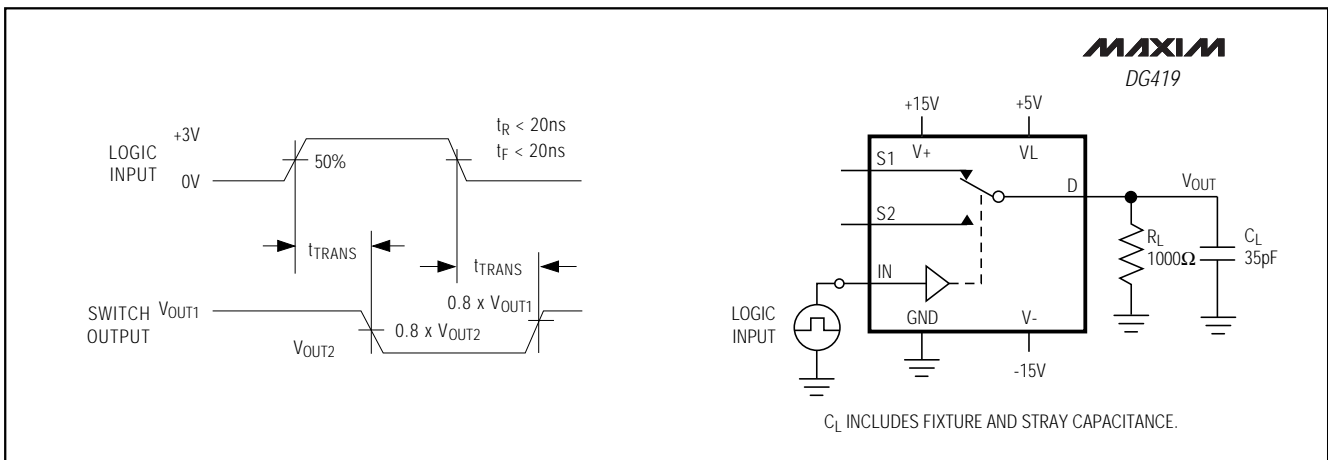 MAXIM
DG419
+3V
LOGIC
INPUT
0V
50%
tR < 20ns
tF < 20ns
tTRANS
tTRANS
0.8 x VOUT1
SWITCH
OUTPUT
VOUT1
0.8 x VOUT2
VOUT2
+15V
+5V
V+
VL
S1
D
VOUT
S2
RL
1000Ω
CL
35pF
IN
LOGIC
INPUT
GND
V-
-15V
CL INCLUDES FIXTURE AND STRAY CAPACITANCE.